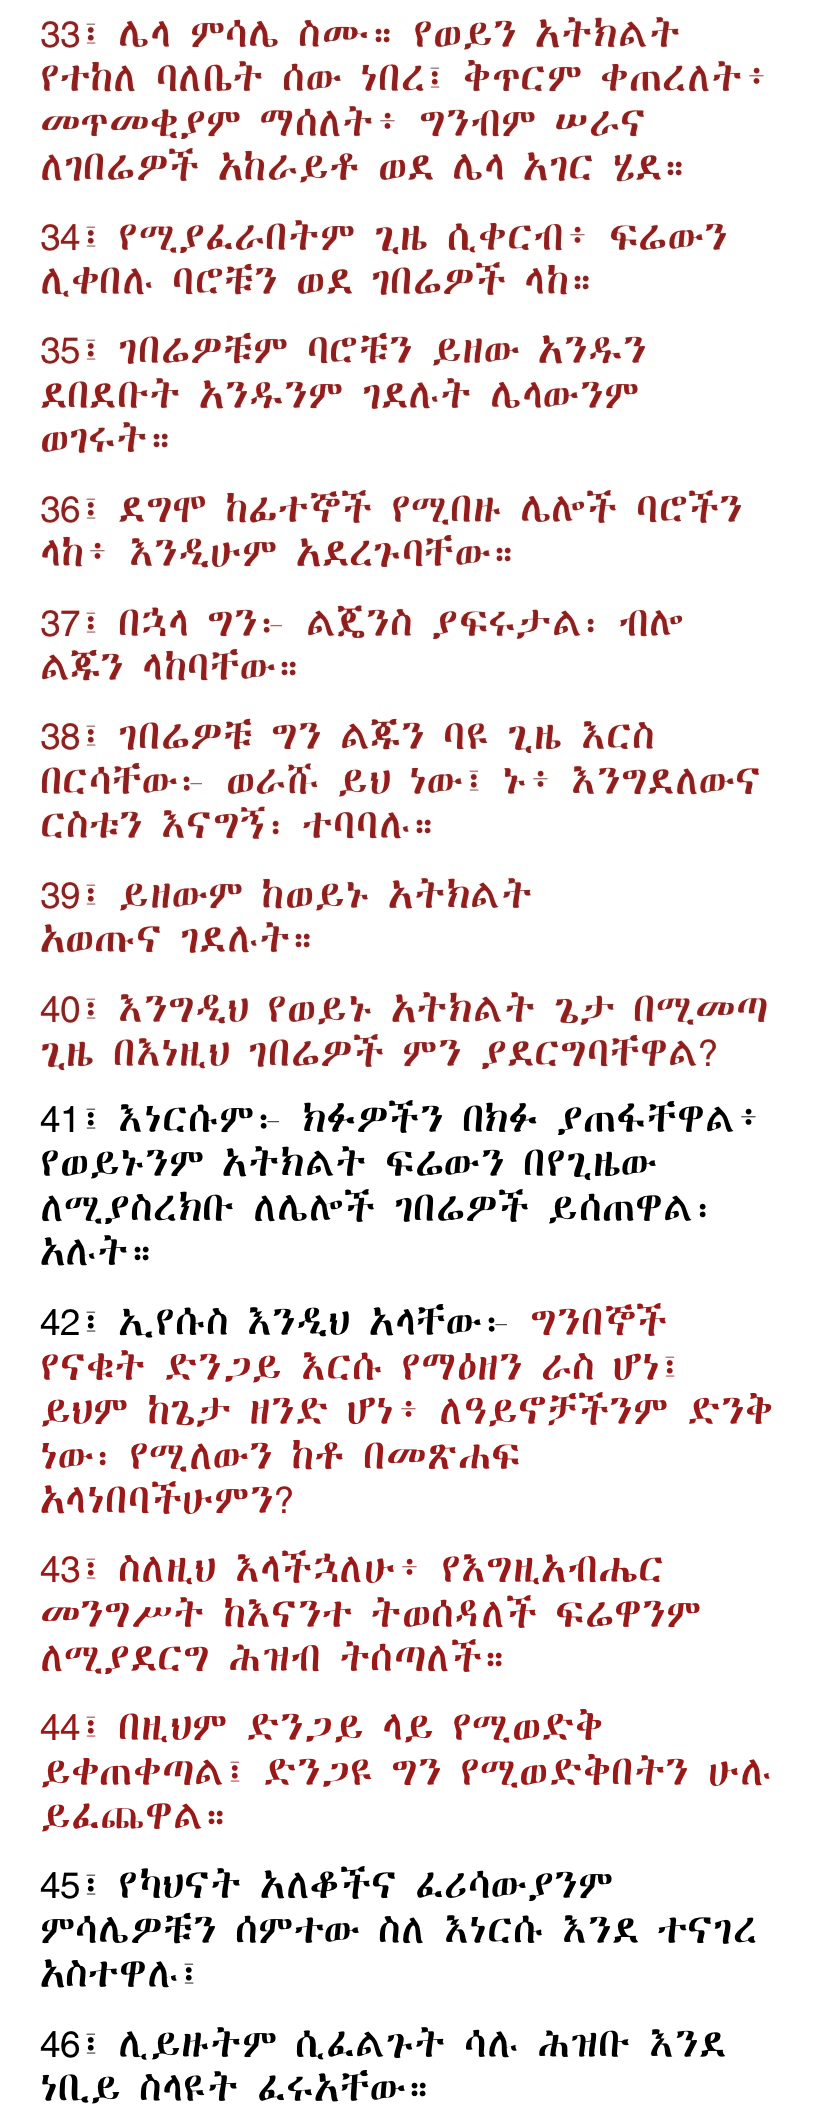 33፤ ሌላ ምሳሌ ስሙ። የወይን አትክልት
የተከለ ባለቤት ሰው ነበረ፤ ቅጥርም ቀጠረለት፥
መጥመቂያም ማሰለት፥ ግንብም ሠራና
ለገበሬዎች አከራይቶ ወደ ሌላ አገር ሄደ።
34፤ የሚያፈራበትም ጊዜ ሲቀርብ፥ ፍሬውን
ሊቀበሉ ባሮቹን ወደ ገበሬዎች ላከ።
35፤ ገበሬዎቹም ባሮቹን ይዘው አንዱን
ደበደቡት አንዱንም ገደሉት ሌላውንም
ወገሩት።
36፤ ደግሞ ከፊተኞች የሚበዙ ሌሎች ባሮችን
ላከ፥ እንዲሁም አደረጉባቸው።
37፤ በኋላ ግን፦ ልጄንስ ያፍሩታል፡ ብሎ
ልጁን ላከባቸው።
38፤ ገበሬዎቹ ግን ልጁን ባዩ ጊዜ እርስ
በርሳቸው፦ ወራሹ ይህ ነው፤ ኑ፥ እንግደለውና
ርስቱን እናግኝ፡ ተባባሉ።
39፤ ይዘውም ከወይኑ አትክልት
አወጡና ገደሉት።
40፤ እንግዲህ የወይኑ አትክልት ጌታ በሚመጣ
ጊዜ በእነዚህ ገበሬዎች ምን ያደርግባቸዋል?
41፤ እነርሱም፦ ክፉዎችን በክፉ ያጠፋቸዋል፥
የወይኑንም አትክልት ፍሬውን በየጊዜው
ለሚያስረክቡ ለሌሎች ገበሬዎች ይሰጠዋል፡
አሉት።
42፤ ኢየሱስ እንዲህ አላቸው፦ ግንበኞች
የናቁት ድንጋይ እርሱ የማዕዘን ራስ ሆነ፤
ይህም ከጌታ ዘንድ ሆነ፥ ለዓይኖቻችንም ድንቅ
ነው፡ የሚለውን ከቶ በመጽሐፍ
አላነበባችሁምን?
43፤ ስለዚህ እላችኋለሁ፥ የእግዚአብሔር
መንግሥት ከእናንተ ትወሰዳለች ፍሬዋንም
ለሚያደርግ ሕዝብ ትሰጣለች።
44፤ በዚህም ድንጋይ ላይ የሚወድቅ
ይቀጠቀጣል፤ ድንጋዩ ግን የሚወድቅበትን ሁሉ
ይፈጨዋል።
45፤ የካህናት አለቆችና ፈሪሳውያንም
ምሳሌዎቹን ሰምተው ስለ እነርሱ እንደ ተናገረ
አስተዋሉ፤
46፤ ሊይዙትም ሲፈልጉት ሳሉ ሕዝቡ እንደ
ነቢይ ስላዩት ፈሩአቸው።